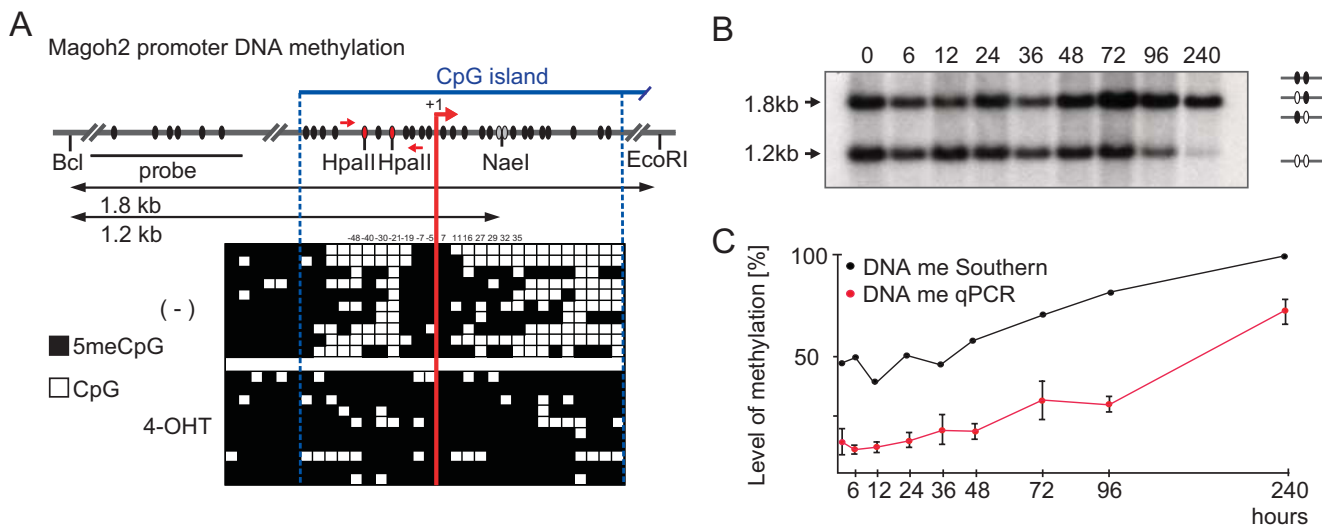 A
Magoh2 promoter DNA methylation
CpG island
+1
BclI HpaII HpaII NaeI EcoRI
probe
1.8 kb
1.2 kb
-48 -40 -30 -21 -19 -7 -5 7 11 16 27 29 32 35
(-)
5meCpG
CpG
4-OHT
B
0 6 12 24 36 48 72 96 240
1.8kb
1.2kb
C
Level of methylation [%]
100
50
DNA me Southern
DNA me qPCR
6 12 24 36 48 72 96 240
hours